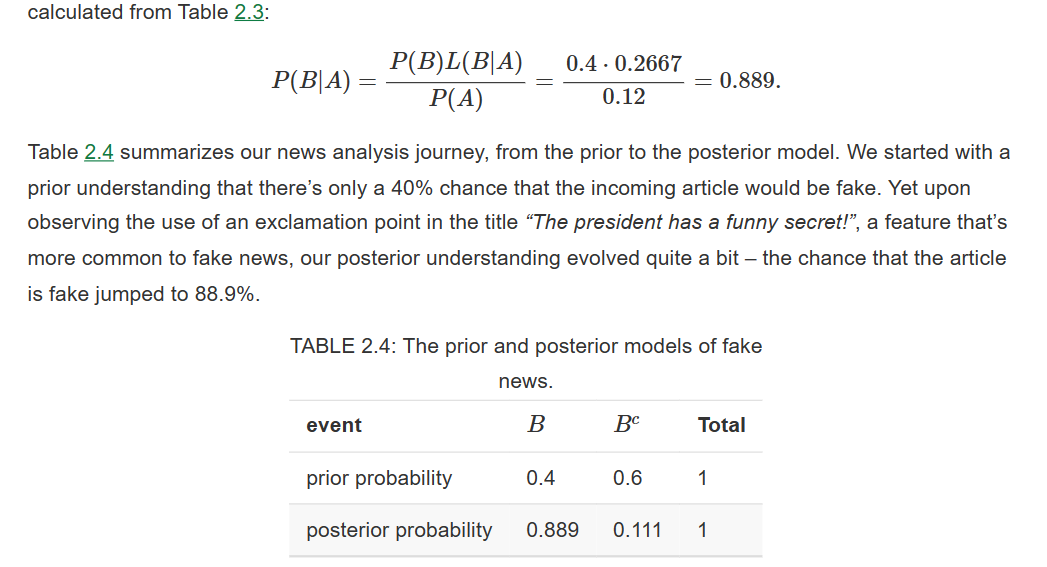 calculated from Table 2.3:
P(B|A) = P(B)L(B|A) / P(A) = 0.4 · 0.2667 / 0.12 = 0.889.
Table 2.4 summarizes our news analysis journey, from the prior to the posterior model. We started with a
prior understanding that there’s only a 40% chance that the incoming article would be fake. Yet upon
observing the use of an exclamation point in the title “The president has a funny secret!”, a feature that’s
more common to fake news, our posterior understanding evolved quite a bit – the chance that the article
is fake jumped to 88.9%.
TABLE 2.4: The prior and posterior models of fake
news.
event B Bᶜ Total
prior probability 0.4 0.6 1
posterior probability 0.889 0.111 1